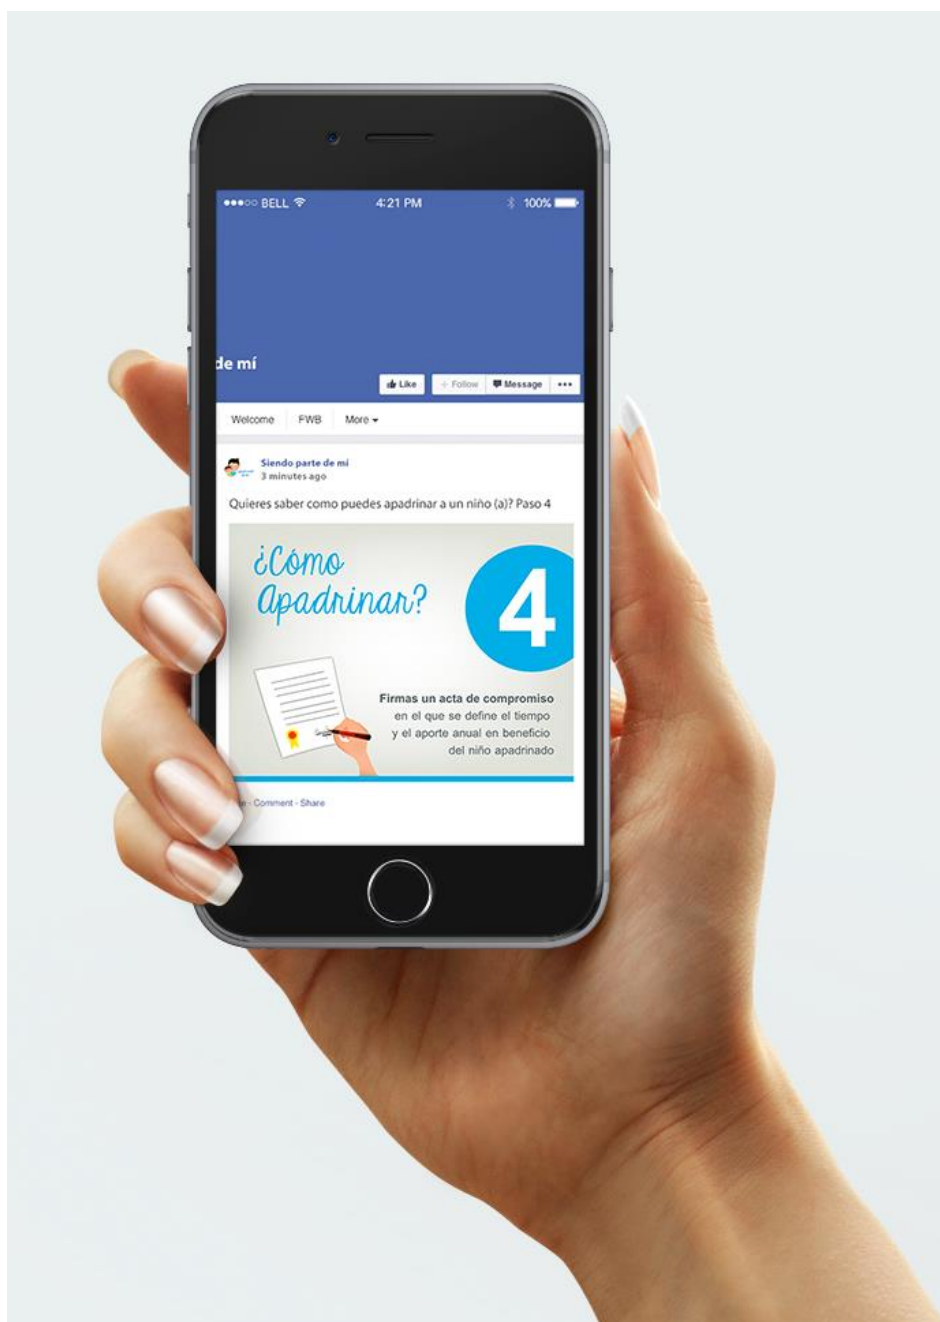 BELL 4:21 PM 100%
de mí
Like + Follow Message •••
Welcome FWB More
Siendo parte de mí
3 minutes ago
Quieres saber como puedes apadrinar a un niño (a)? Paso 4
¿Cómo
Apadrinar?
4
Firmas un acta de compromiso
en el que se define el tiempo
y el aporte anual en beneficio
del niño apadrinado
- Comment - Share